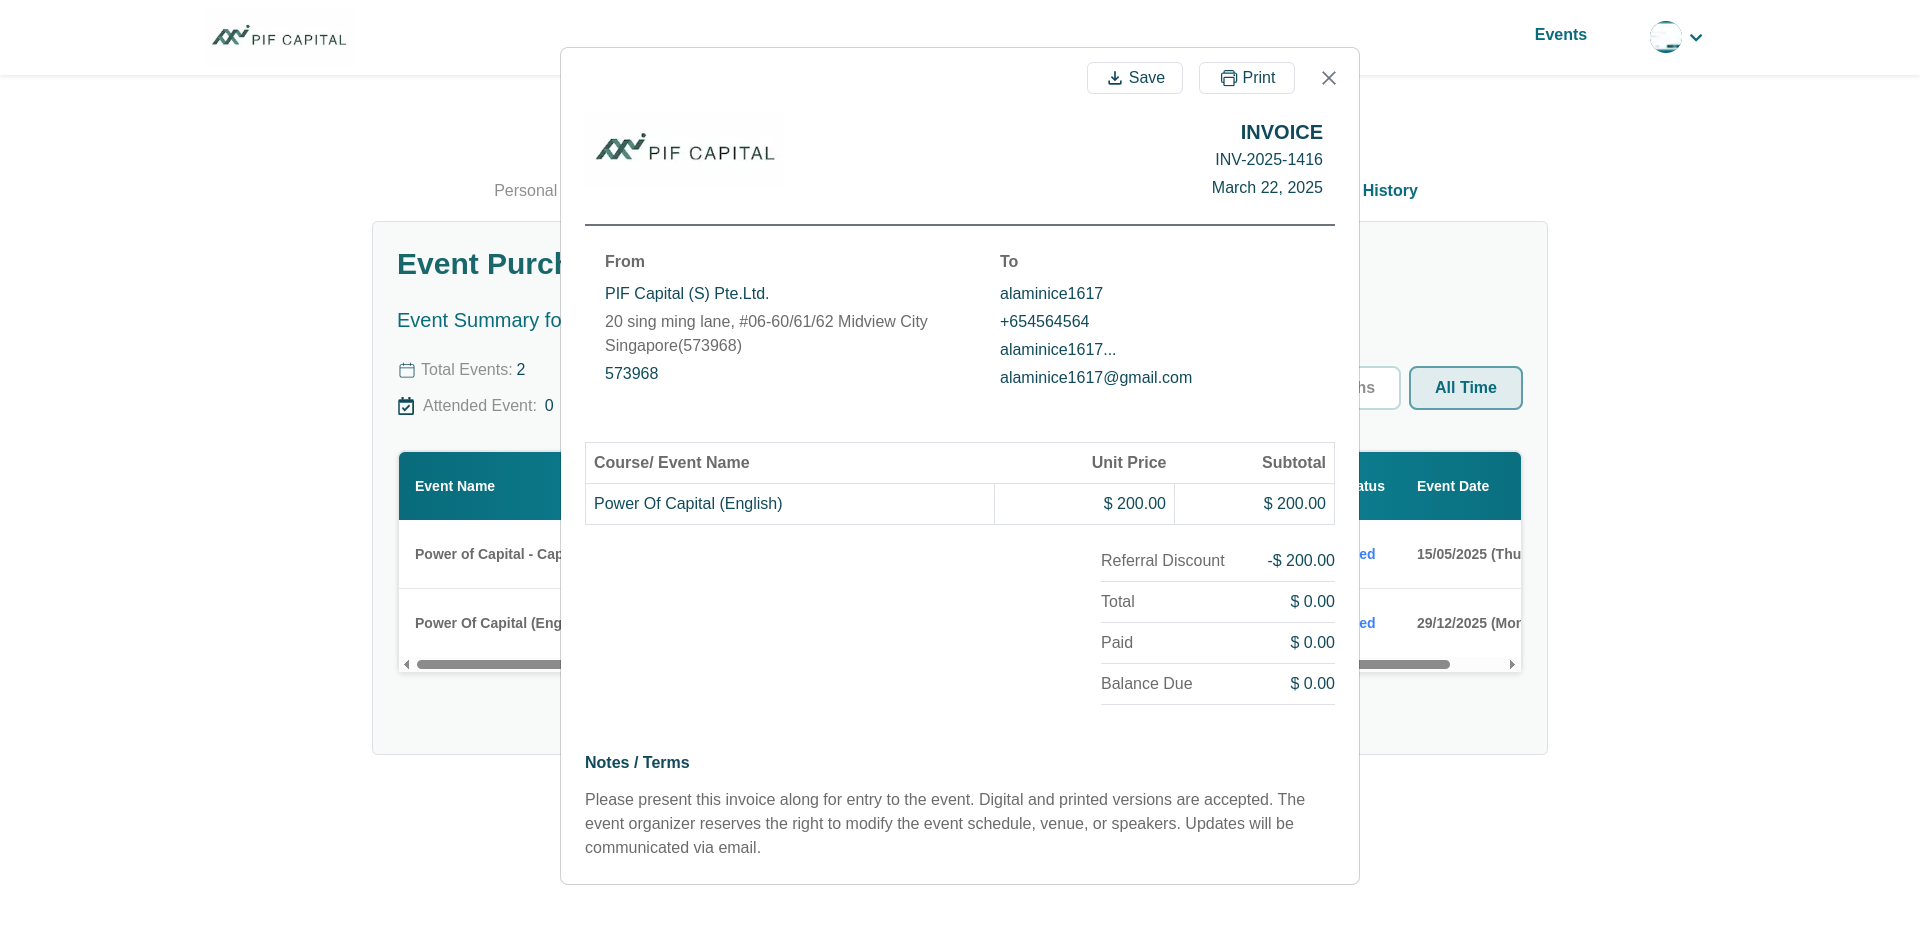 PIF CAPITAL
Events
Save
Print
PIF CAPITAL
INVOICE
INV-2025-1416
March 22, 2025
Personal
History
From
To
PIF Capital (S) Pte.Ltd.
20 sing ming lane, #06-60/61/62 Midview City
Singapore(573968)
573968
alaminice1617
+654564564
alaminice1617...
alaminice1617@gmail.com
Event Purch
Event Summary fo
Total Events: 2
Attended Event: 0
hs
All Time
Course/ Event Name Unit Price Subtotal
Power Of Capital (English) $ 200.00 $ 200.00
Event Name
atus
Event Date
Power of Capital - Cap
ed
15/05/2025 (Thu
Power Of Capital (Eng
ed
29/12/2025 (Mon
Referral Discount -$ 200.00
Total $ 0.00
Paid $ 0.00
Balance Due $ 0.00
Notes / Terms
Please present this invoice along for entry to the event. Digital and printed versions are accepted. The
event organizer reserves the right to modify the event schedule, venue, or speakers. Updates will be
communicated via email.